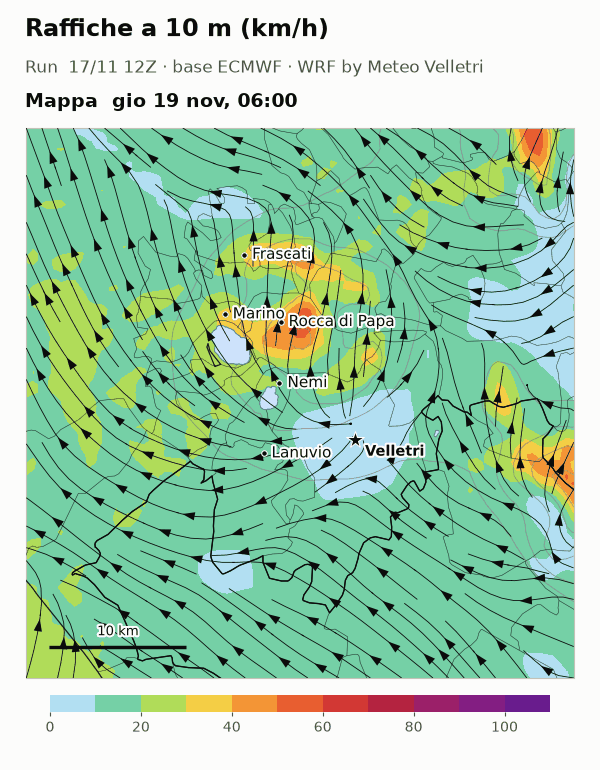 Raffiche a 10 m (km/h)
Run  17/11 12Z · base ECMWF · WRF by Meteo Velletri
Mappa  gio 19 nov, 06:00
Frascati
Marino
Rocca di Papa
Nemi
Velletri
Lanuvio
10 km
0 20 40 60 80 100